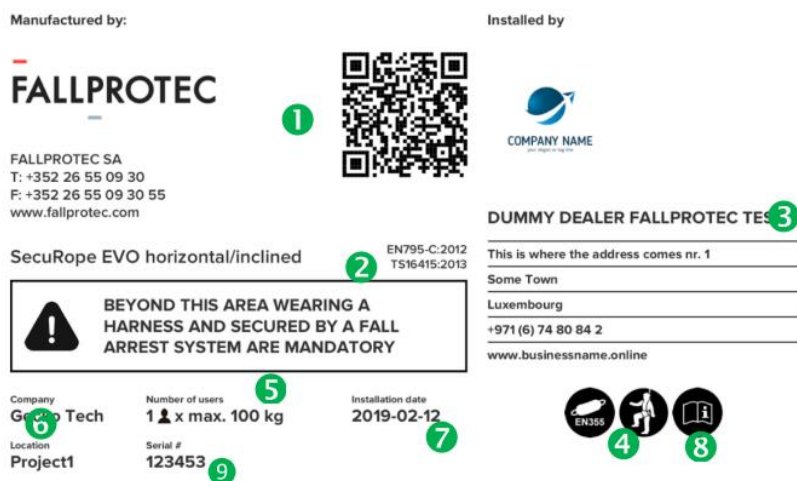 Manufactured by:
FALLPROTEC
1
FALLPROTEC SA
T: +352 26 55 09 30
F: +352 26 55 09 30 55
www.fallprotec.com
SecuRope EVO horizontal/inclined
2
EN795-C:2012
TS16415:2013
BEYOND THIS AREA WEARING A
HARNESS AND SECURED BY A FALL
ARREST SYSTEM ARE MANDATORY
5
Company
Tech
6
Number of users
1 x max. 100 kg
Installation date
2019-02-12
7
Location
Project1
Serial #
123453
9
Installed by
COMPANY NAME
DUMMY DEALER FALLPROTEC
3
This is where the address comes nr. 1
Some Town
Luxembourg
+971 (6) 74 80 84 2
www.businessname.online
EN355
i
4
8